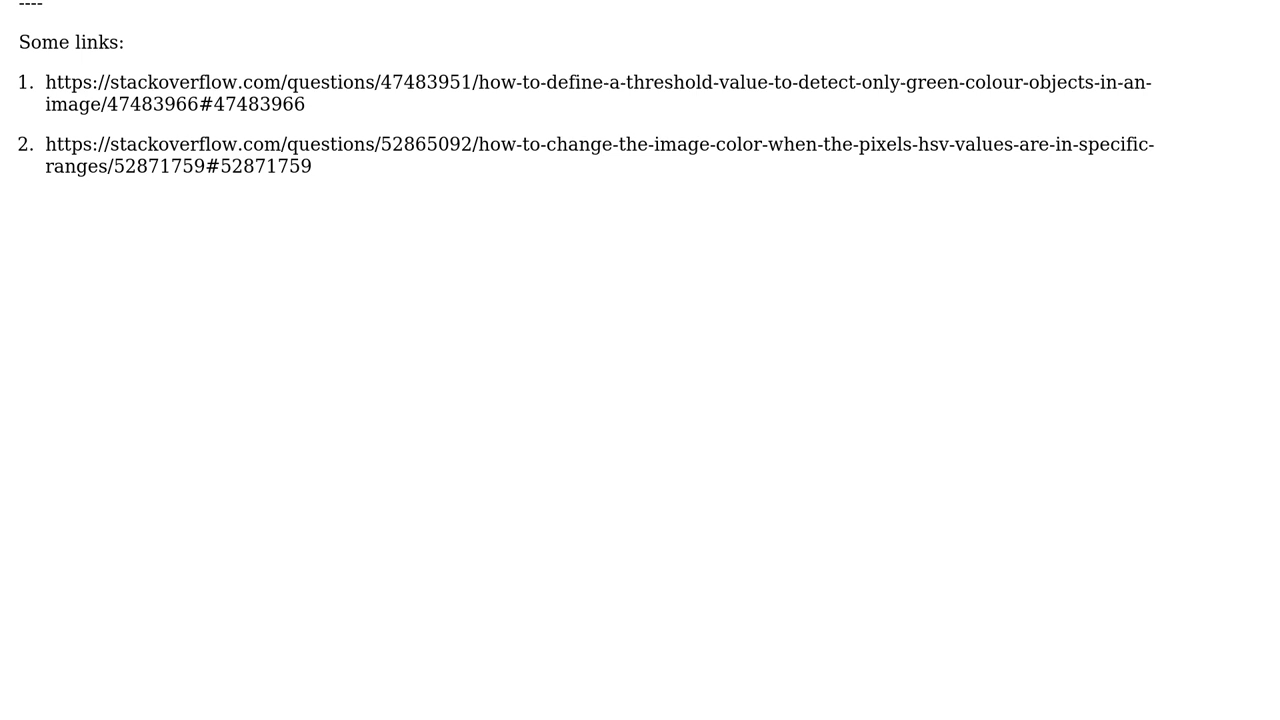 ----
Some links:
1. https://stackoverflow.com/questions/47483951/how-to-define-a-threshold-value-to-detect-only-green-colour-objects-in-an-
image/47483966#47483966
2. https://stackoverflow.com/questions/52865092/how-to-change-the-image-color-when-the-pixels-hsv-values-are-in-specific-
ranges/52871759#52871759